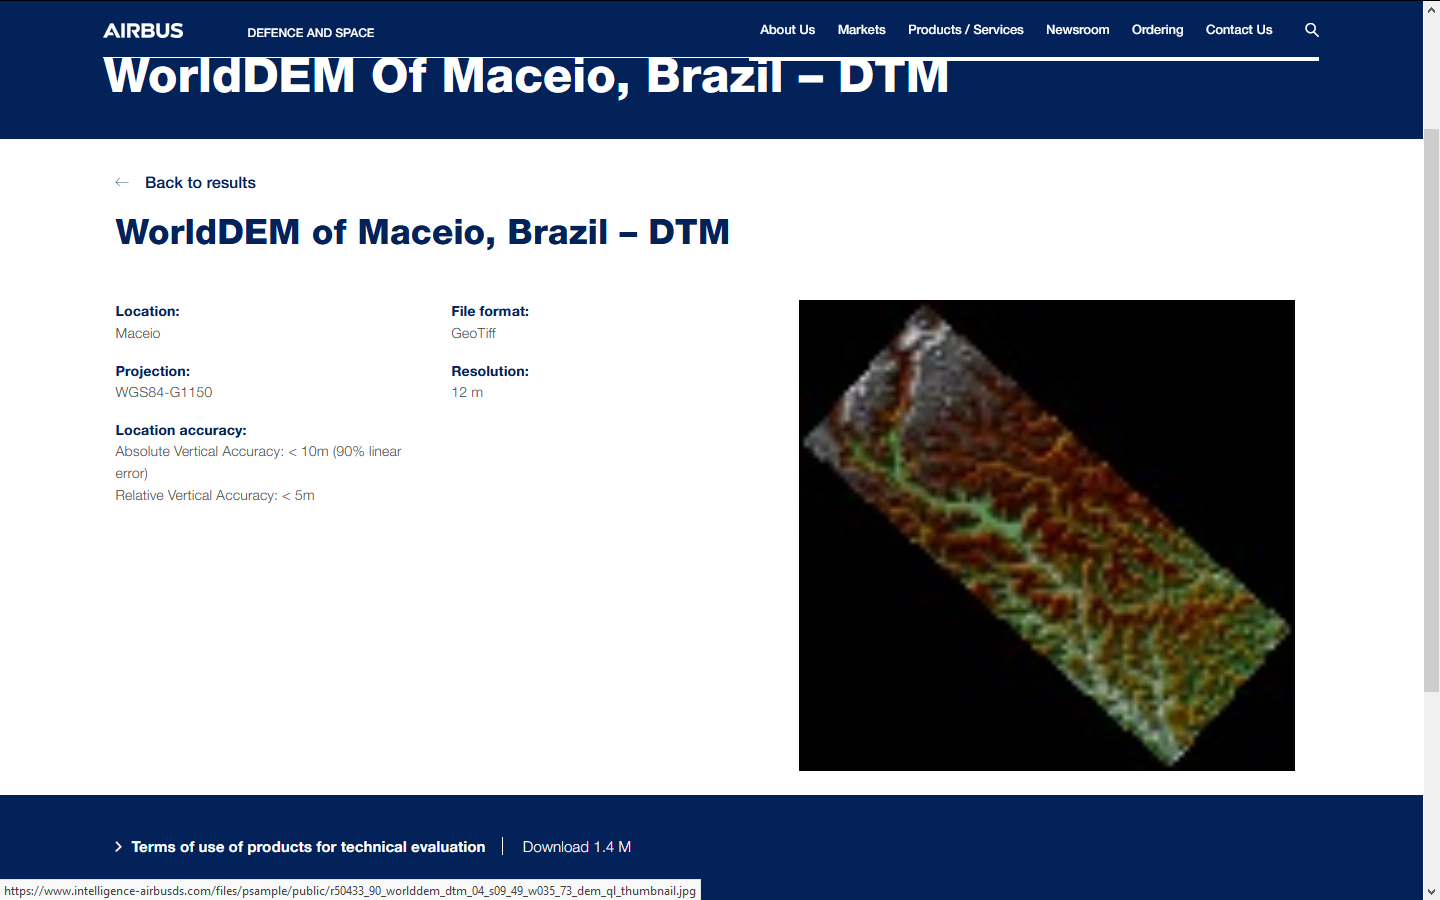 AIRBUS
DEFENCE AND SPACE
About Us
Markets
Products / Services
Newsroom
Ordering
Contact Us
WorldDEM Of Maceio, Brazil – DTM
Back to results
WorldDEM of Maceio, Brazil – DTM
Location:
Maceio
Projection:
WGS84-G1150
Location accuracy:
Absolute Vertical Accuracy: < 10m (90% linear
error)
Relative Vertical Accuracy: < 5m
File format:
GeoTiff
Resolution:
12 m
Terms of use of products for technical evaluation
Download 1.4 M
https://www.intelligence-airbusds.com/files/psample/public/r50433_90_worlddem_dtm_04_s09_49_w035_73_dem_ql_thumbnail.jpg